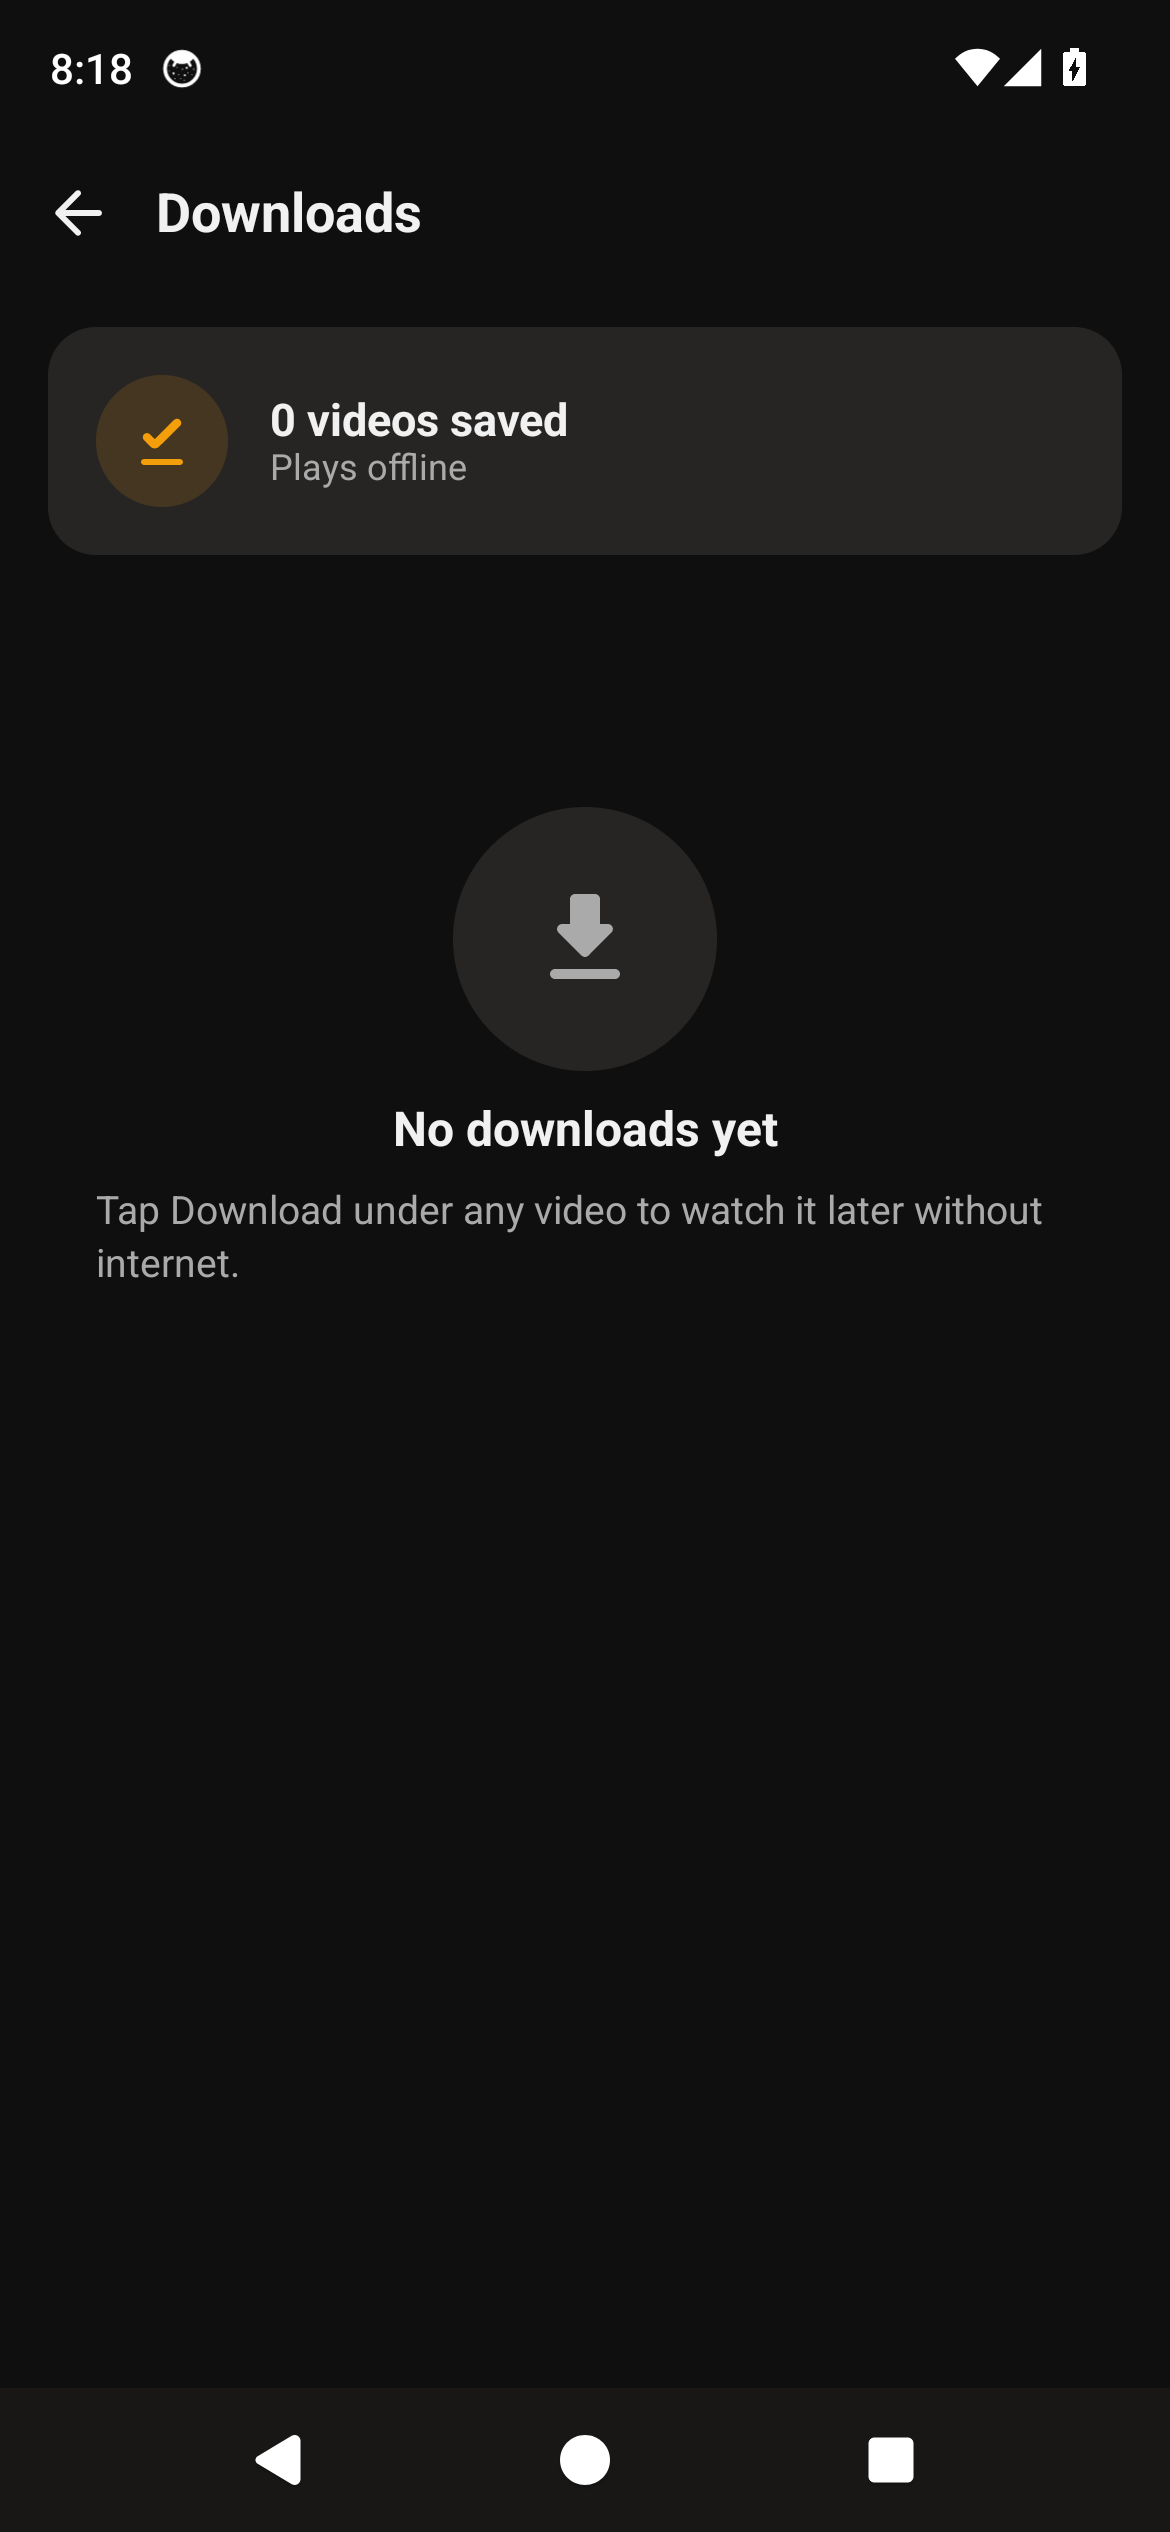 8:18
Downloads
0 videos saved
Plays offline
No downloads yet
Tap Download under any video to watch it later without
internet.